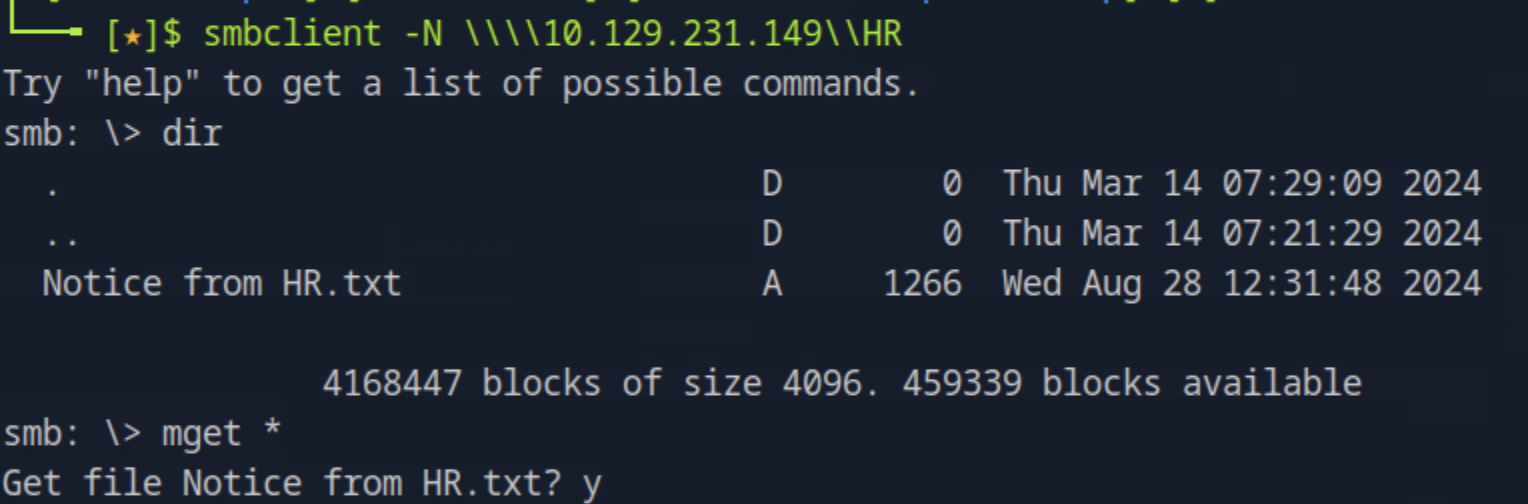 [★]$ smbclient -N \\\\10.129.231.149\\HR
Try "help" to get a list of possible commands.
smb: \> dir
  .                                   D        0  Thu Mar 14 07:29:09 2024
  ..                                  D        0  Thu Mar 14 07:21:29 2024
  Notice from HR.txt                  A     1266  Wed Aug 28 12:31:48 2024
                4168447 blocks of size 4096. 459339 blocks available
smb: \> mget *
Get file Notice from HR.txt? y